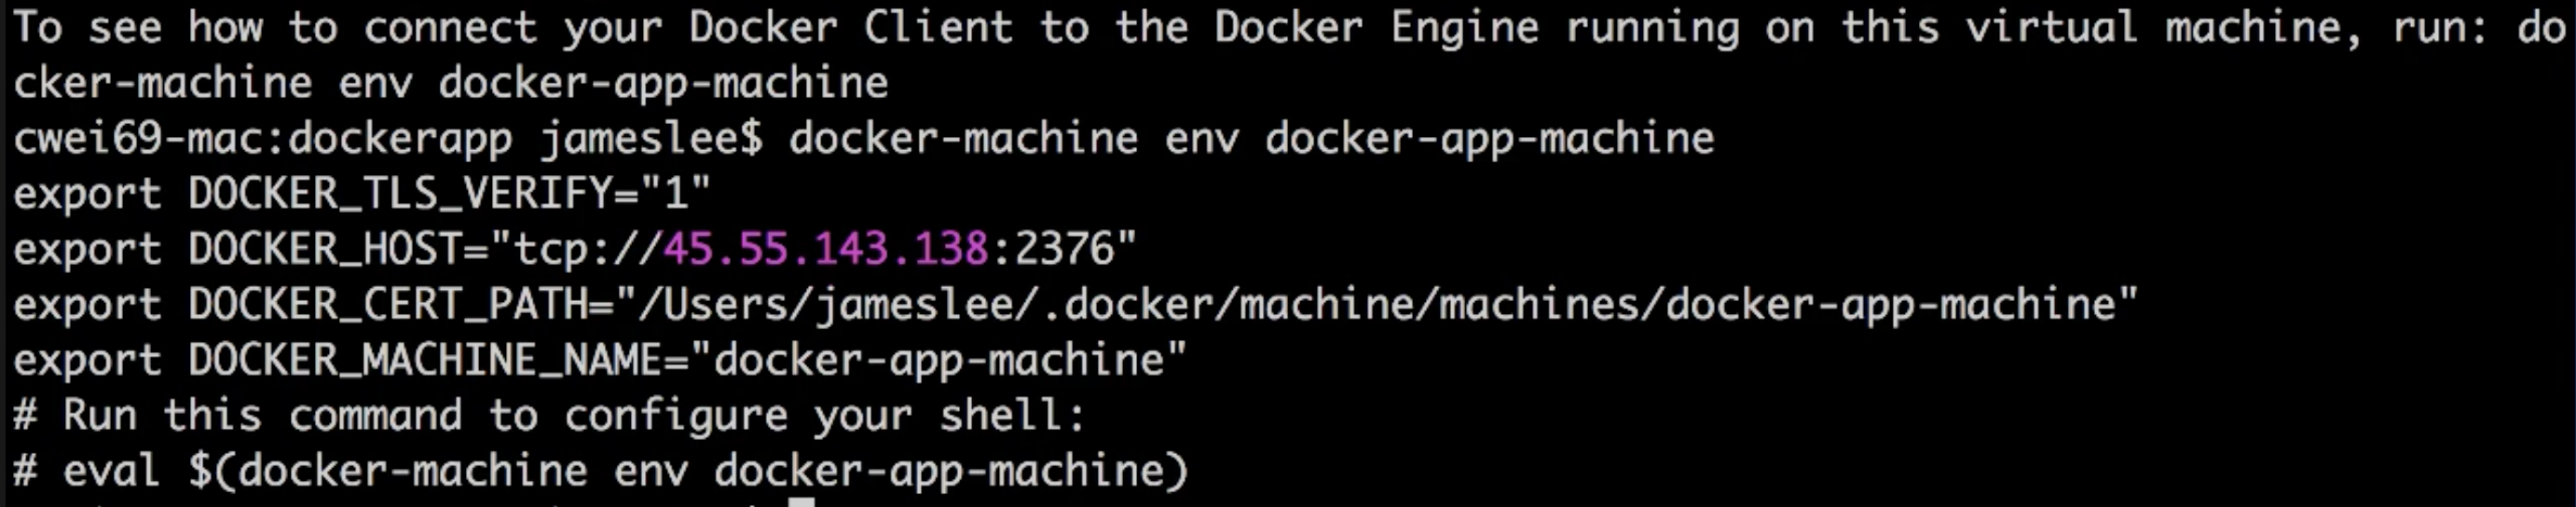 To see how to connect your Docker Client to the Docker Engine running on this virtual machine, run: do
cker-machine env docker-app-machine
cwei69-mac:dockerapp jameslee$ docker-machine env docker-app-machine
export DOCKER_TLS_VERIFY="1"
export DOCKER_HOST="tcp://45.55.143.138:2376"
export DOCKER_CERT_PATH="/Users/jameslee/.docker/machine/machines/docker-app-machine"
export DOCKER_MACHINE_NAME="docker-app-machine"
# Run this command to configure your shell:
# eval $(docker-machine env docker-app-machine)